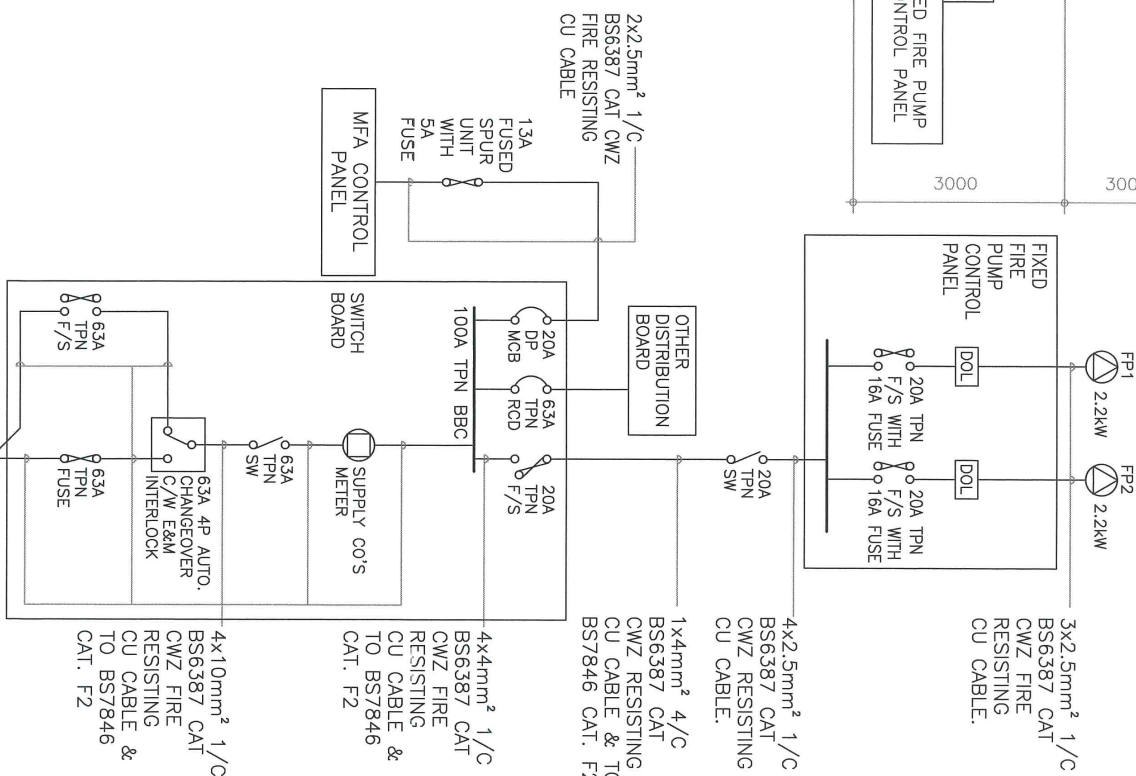 ED FIRE PUMP
NTROL PANEL
3000
300
FP1
2.2kW
FP2
2.2kW
FIXED
FIRE
PUMP
CONTROL
PANEL
DOL
DOL
20A TPN
F/S WITH
16A FUSE
20A TPN
F/S WITH
16A FUSE
3x2.5mm² 1/C
BS6387 CAT
CWZ FIRE
RESISTING
CU CABLE.
20A
TPN
SW
4x2.5mm² 1/C
BS6387 CAT
CWZ RESISTING
CU CABLE.
1x4mm² 4/C
BS6387 CAT
CWZ RESISTING
CU CABLE & TO
BS7846 CAT. F2
2x2.5mm² 1/C
BS6387 CAT CWZ
FIRE RESISTING
CU CABLE
13A
FUSED
SPUR
UNIT
WITH
5A
FUSE
MFA CONTROL
PANEL
OTHER
DISTRIBUTION
BOARD
SWITCH
BOARD
20A
DP
MCB
63A
TPN
RCD
20A
TPN
F/S
100A TPN BBC
4x4mm² 1/C
BS6387 CAT
CWZ FIRE
RESISTING
CU CABLE &
TO BS7846
CAT. F2
SUPPLY CO'S
METER
63A
TPN
SW
63A 4P AUTO.
CHANGEOVER
C/W E&M
INTERLOCK
63A
TPN
F/S
63A
TPN
FUSE
4x10mm² 1/C
BS6387 CAT
CWZ FIRE
RESISTING
CU CABLE &
TO BS7846
CAT. F2